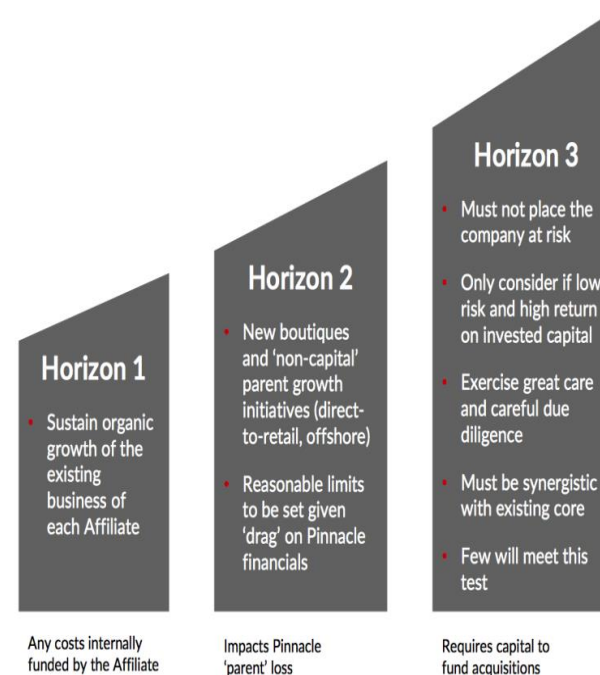 Horizon 1
• Sustain organic
growth of the
existing
business of
each Affiliate
Any costs internally
funded by the Affiliate
Horizon 2
• New boutiques
and ‘non-capital’
parent growth
initiatives (direct-
to-retail, offshore)
• Reasonable limits
to be set given
‘drag’ on Pinnacle
financials
Impacts Pinnacle
‘parent’ loss
Horizon 3
• Must not place the
company at risk
• Only consider if low
risk and high return
on invested capital
• Exercise great care
and careful due
diligence
• Must be synergistic
with existing core
• Few will meet this
test
Requires capital to
fund acquisitions